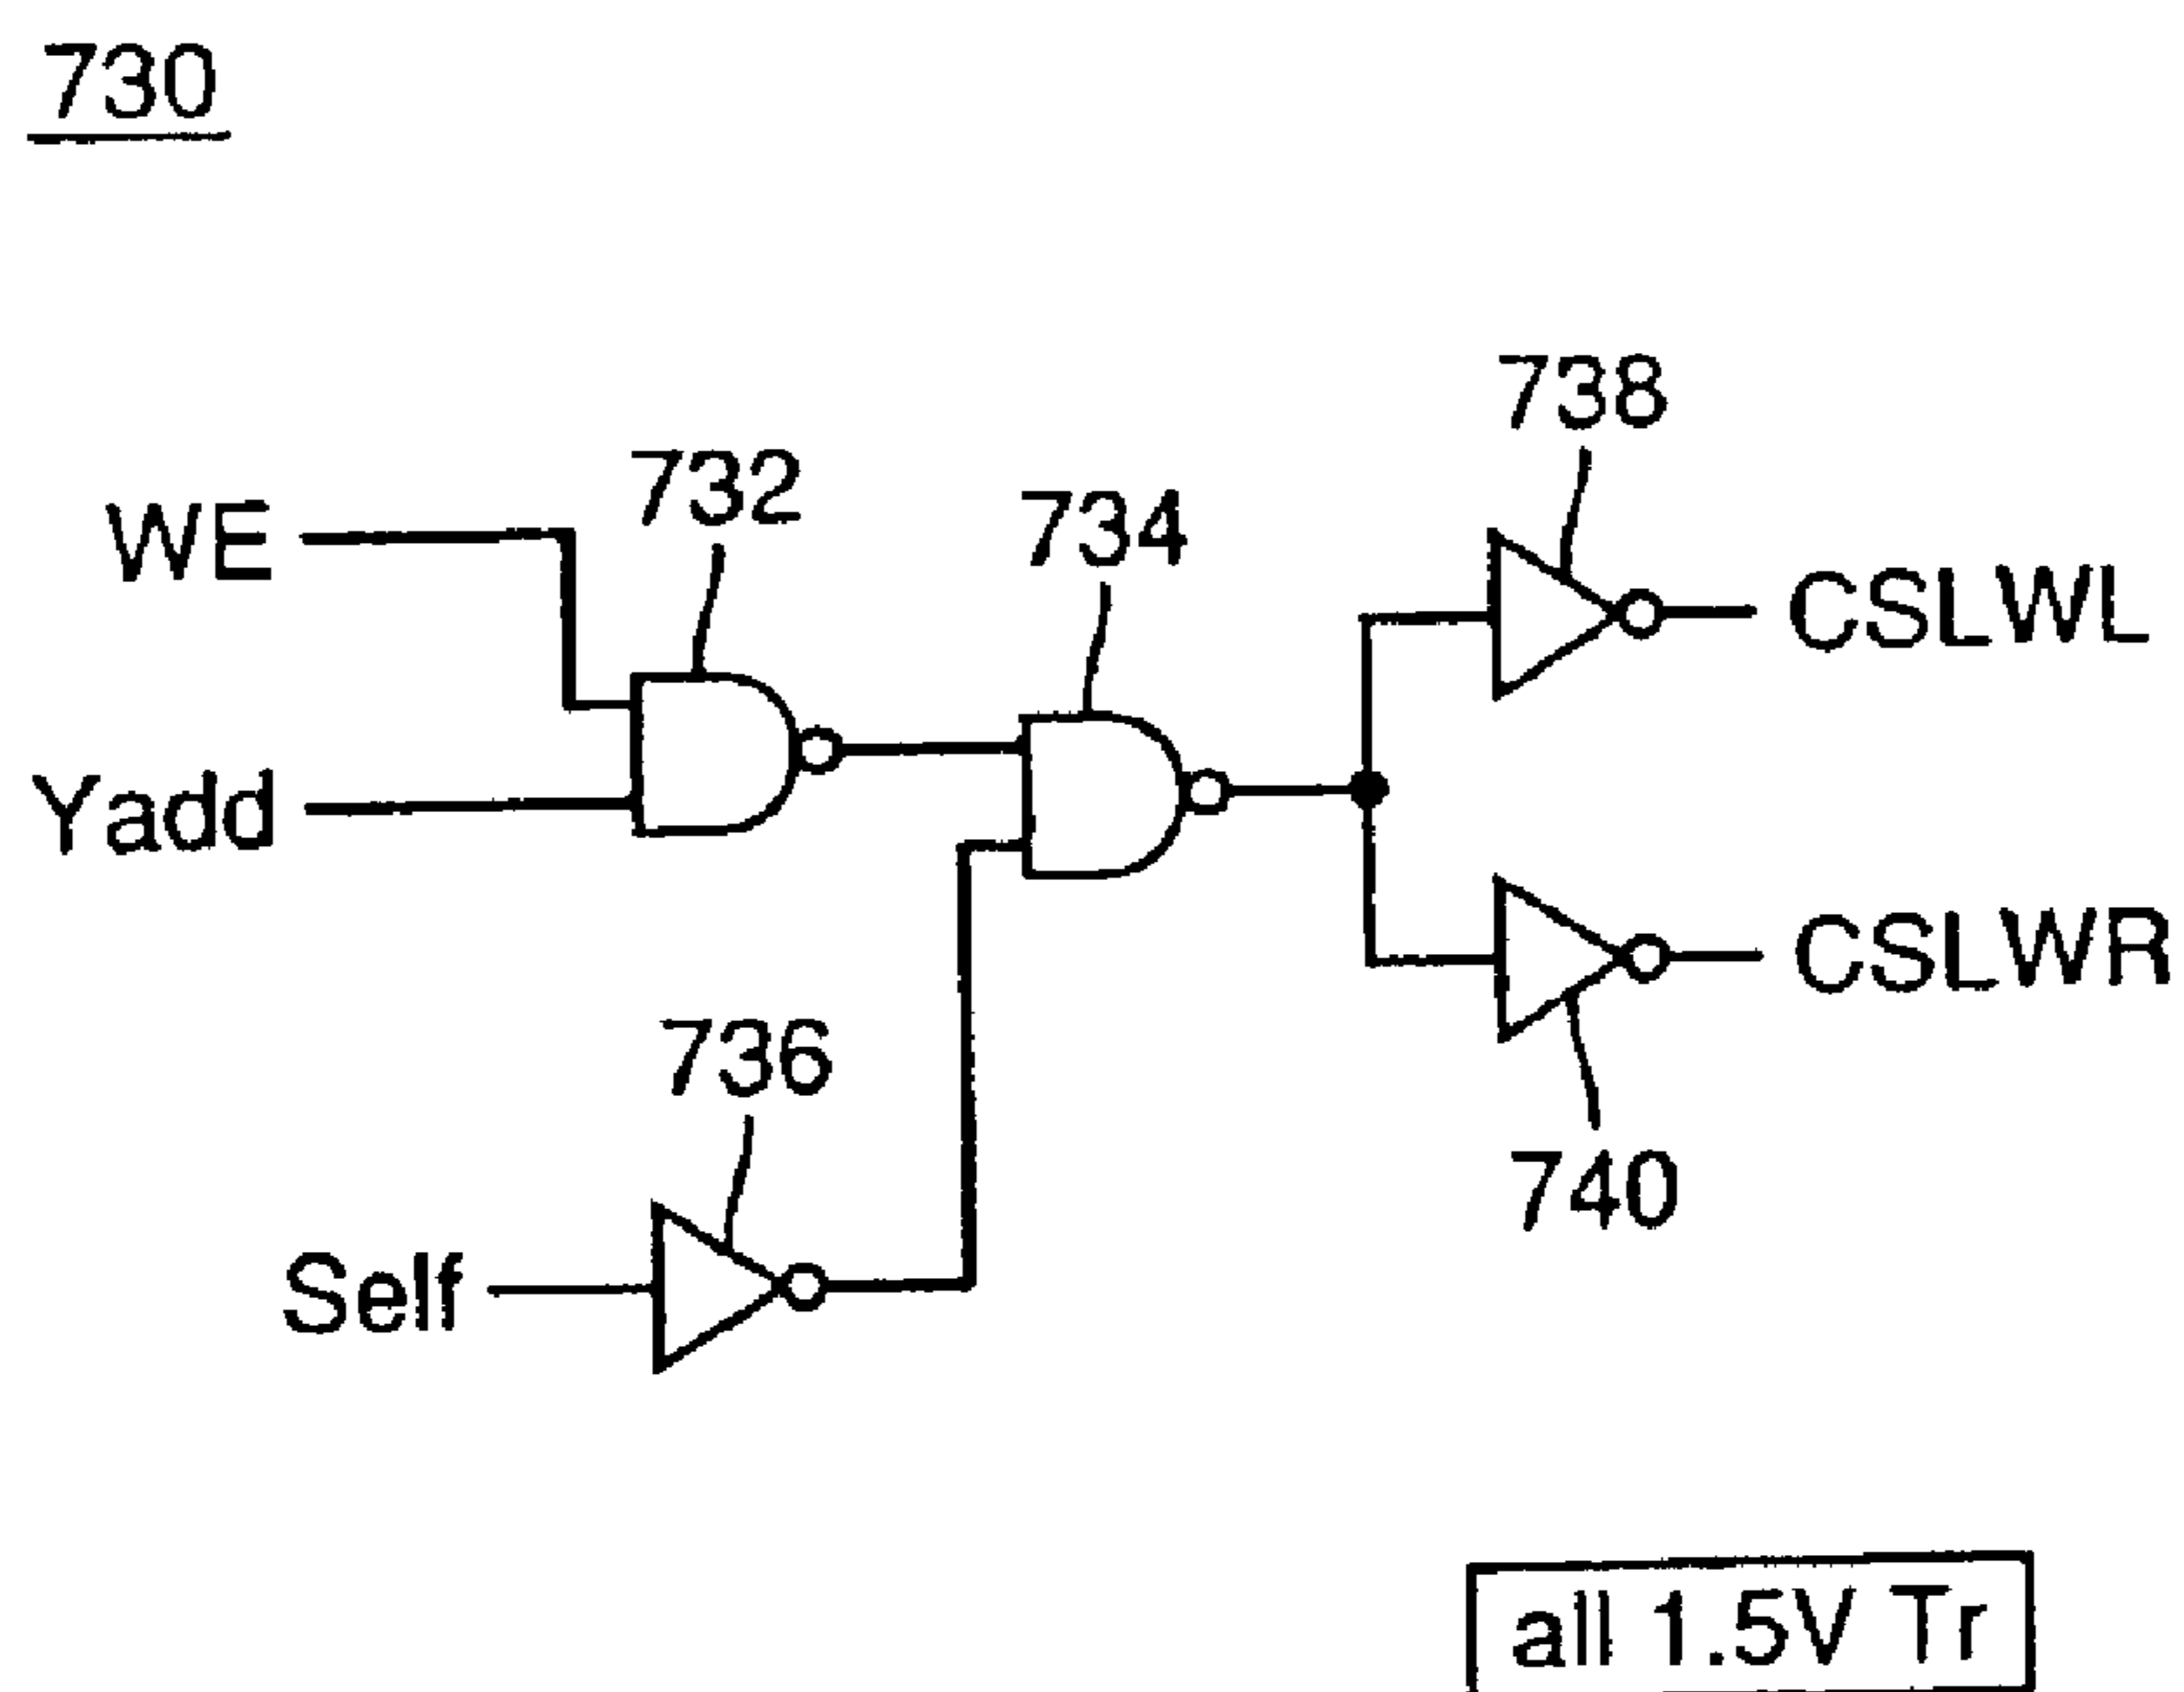 730
738
732
734
WE
CSLWL
Yadd
CSLWR
736
740
Self
all 1.5V Tr